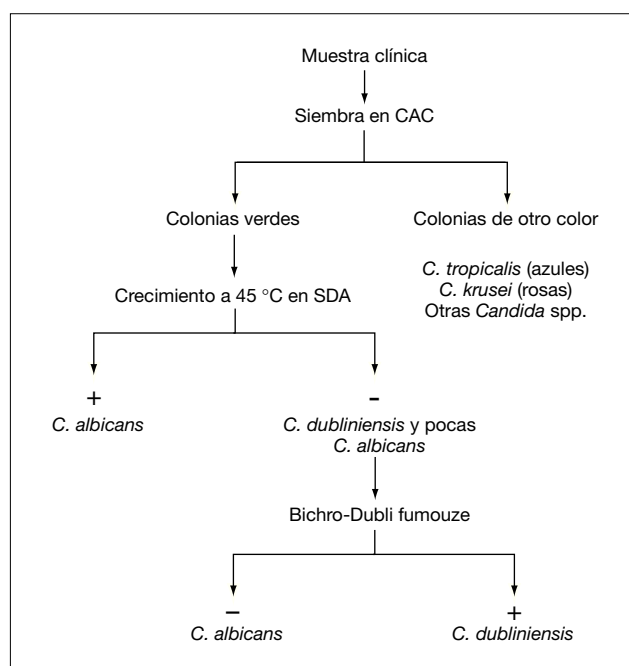 Muestra clínica
Siembra en CAC
Colonias verdes
Colonias de otro color
C. tropicalis (azules)
C. krusei (rosas)
Otras Candida spp.
Crecimiento a 45 °C en SDA
+
C. albicans
-
C. dubliniensis y pocas
C. albicans
Bichro-Dubli fumouze
–
C. albicans
+
C. dubliniensis